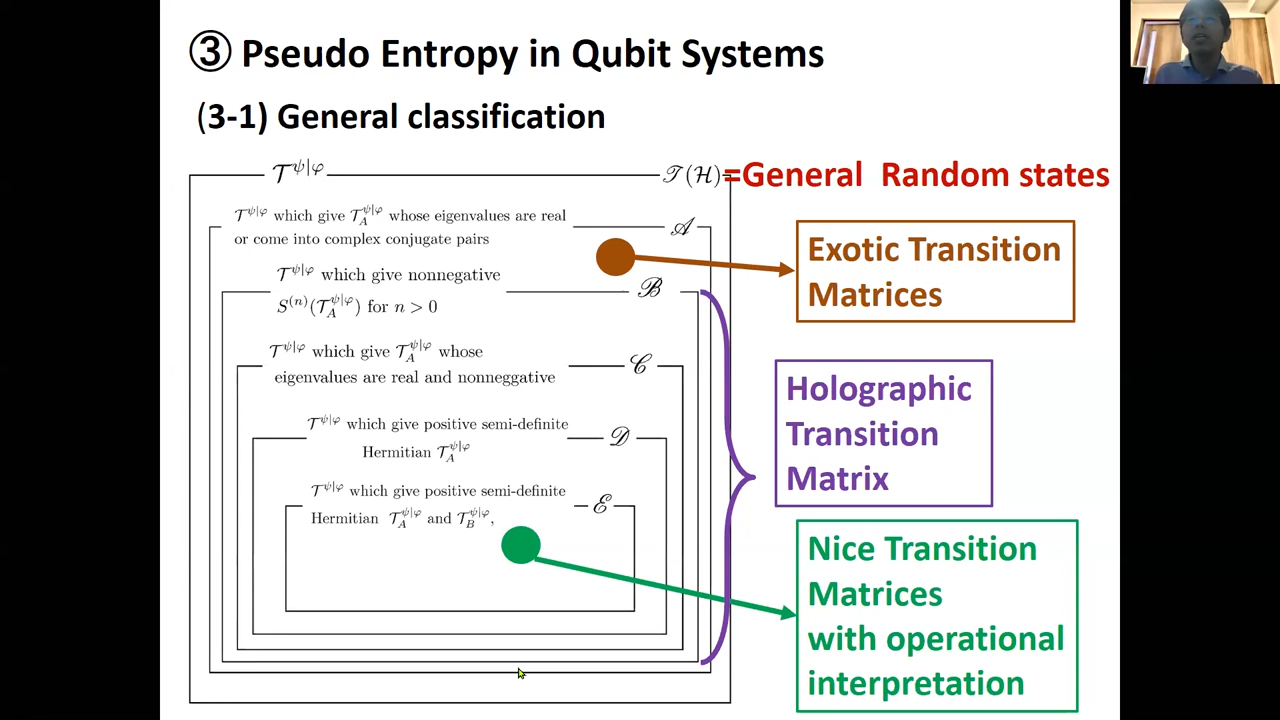 ③ Pseudo Entropy in Qubit Systems
(3-1) General classification
𝒯^ψ|φ
𝒯(ℋ)=General Random states
𝒯^ψ|φ which give 𝒯_A^ψ|φ whose eigenvalues are real
or come into complex conjugate pairs
𝒜
Exotic Transition
Matrices
𝒯^ψ|φ which give nonnegative
S^(n)(𝒯_A^ψ|φ) for n > 0
ℬ
𝒯^ψ|φ which give 𝒯_A^ψ|φ whose
eigenvalues are real and nonneggative
𝒞
Holographic
Transition
Matrix
𝒯^ψ|φ which give positive semi-definite
Hermitian 𝒯_A^ψ|φ
𝒟
𝒯^ψ|φ which give positive semi-definite
Hermitian 𝒯_A^ψ|φ and 𝒯_B^ψ|φ,
ℰ
Nice Transition
Matrices
with operational
interpretation